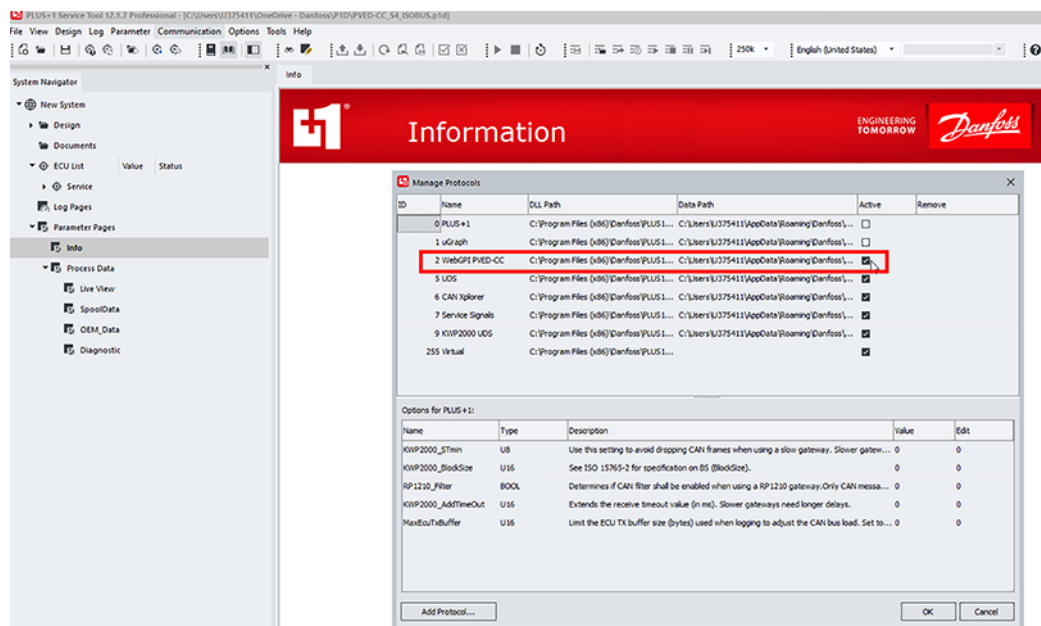 PLUS+1 Service Tool 12.1.7 Professional - [C:\Users\U375411\OneDrive - Danfoss\P1D\PVED-CC_S4_ISOBUS.p1d]
File View Design Log Parameter Communication Options Tools Help
250k English (United States)
System Navigator
Info
New System
Design
Documents
ECU List Value Status
Service
Log Pages
Parameter Pages
Info
Process Data
Live View
SpoolData
OEM_Data
Diagnostic
Information
ENGINEERING
TOMORROW
Danfoss
Manage Protocols
ID Name DLL Path Data Path Active Remove
0 PLUS+1 C:\Program Files (x86)\Danfoss\PLUS1... C:\Users\U375411\AppData\Roaming\Danfoss\...
1 uGraph C:\Program Files (x86)\Danfoss\PLUS1... C:\Users\U375411\AppData\Roaming\Danfoss\...
2 WebGPI PVED-CC C:\Program Files (x86)\Danfoss\PLUS1... C:\Users\U375411\AppData\Roaming\Danfoss\...
5 UDS C:\Program Files (x86)\Danfoss\PLUS1... C:\Users\U375411\AppData\Roaming\Danfoss\...
6 CAN Xplorer C:\Program Files (x86)\Danfoss\PLUS1... C:\Users\U375411\AppData\Roaming\Danfoss\...
7 Service Signals C:\Program Files (x86)\Danfoss\PLUS1... C:\Users\U375411\AppData\Roaming\Danfoss\...
9 KWP2000 UDS C:\Program Files (x86)\Danfoss\PLUS1... C:\Users\U375411\AppData\Roaming\Danfoss\...
255 Virtual C:\Program Files (x86)\Danfoss\PLUS1...
Options for PLUS+1:
Name Type Description Value Edit
KWP2000_STmin U8 Use this setting to avoid dropping CAN frames when using a slow gateway. Slower gatew... 0 0
KWP2000_BlockSize U16 See ISO 15765-2 for specification on BS (BlockSize). 0 0
RP1210_Filter BOOL Determines if CAN filter shall be enabled when using a RP1210 gateway.Only CAN messa... 0 0
KWP2000_AddTimeOut U16 Extends the receive timeout value (in ms). Slower gateways need longer delays. 0 0
MaxEcuTxBuffer U16 Limit the ECU TX buffer size (bytes) used when logging to adjust the CAN bus load. Set to... 0 0
Add Protocol... OK Cancel